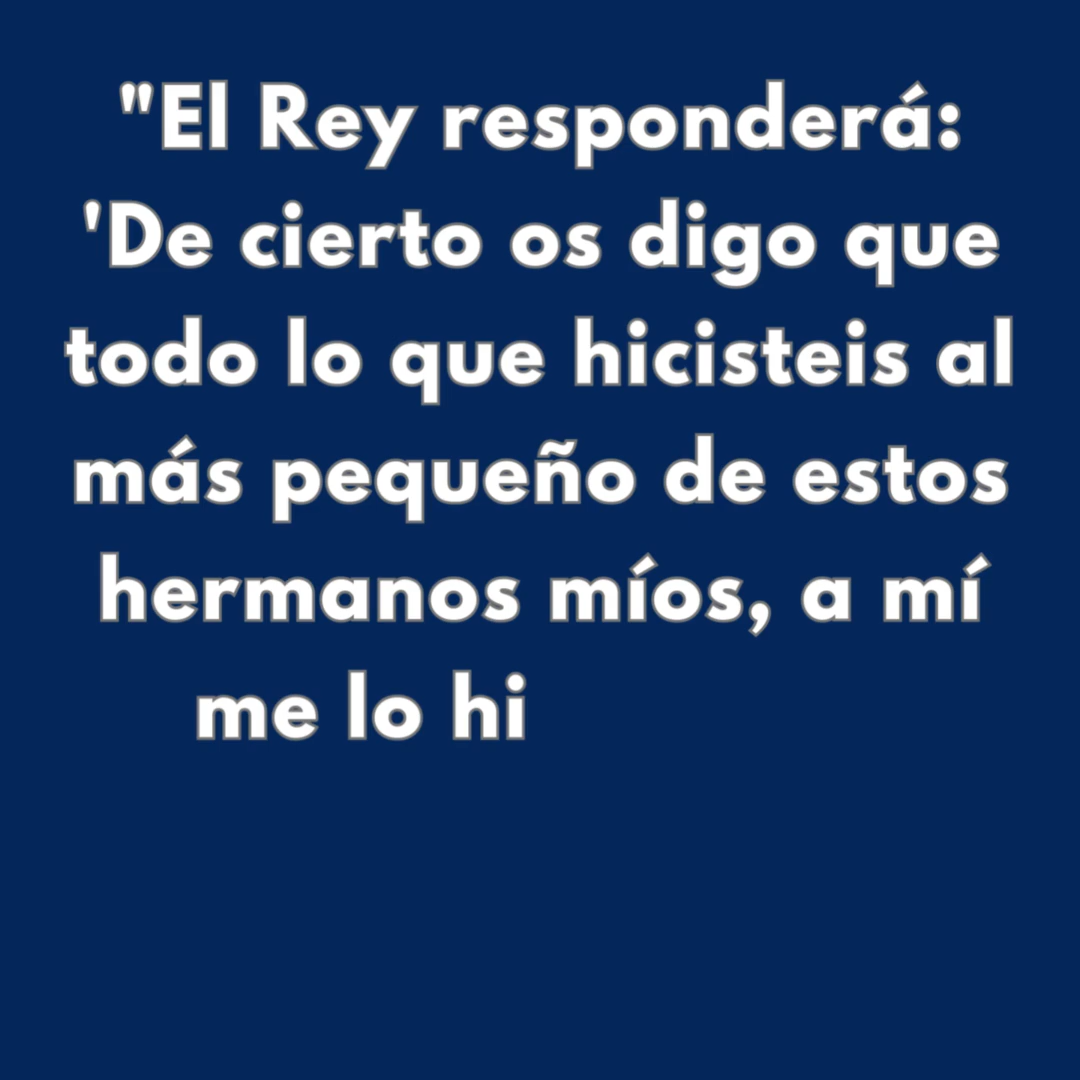 "El Rey responderá:
'De cierto os digo que
todo lo que hicisteis al
más pequeño de estos
hermanos míos, a mí
me lo hi